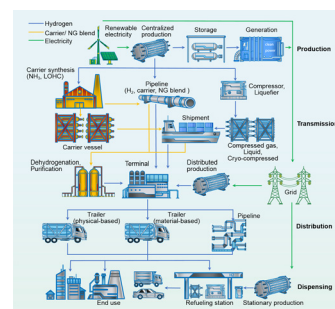 Hydrogen
Carrier/ NG blend
Electricity
Renewable
electricity
Centralized
production
Storage
Generation
Production
Carrier synthesis
(NH₃, LOHC)
Pipeline
(H₂, carrier, NG blend )
Compressor,
Liquefier
Transmission
Shipment
Carrier vessel
Compressed gas,
Liquid,
Cryo-compressed
Dehydrogenation,
Purification
Terminal
Distributed
production
Grid
Distribution
Trailer
(physical-based)
Trailer
(material-based)
Pipeline
Dispensing
End use
Refueling station
Stationary production